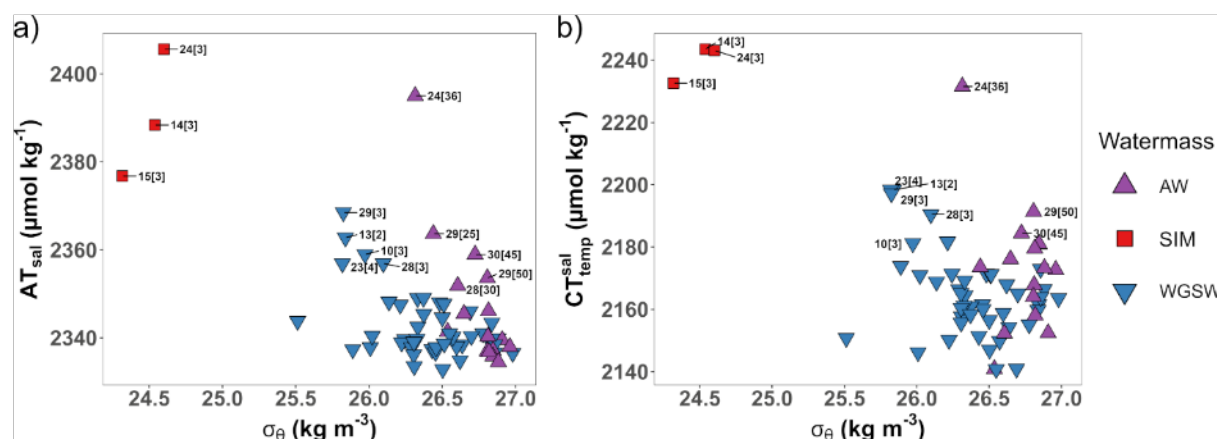 a)
AT_sal (µmol kg⁻¹)
2400
2380
2360
2340
24[3]
14[3]
15[3]
24[36]
29[3]
13[2]
10[3]
23[4]
28[3]
29[25]
30[45]
29[50]
28[30]
24.5 25.0 25.5 26.0 26.5 27.0
σ_θ (kg m⁻³)
b)
CT^sal_temp (µmol kg⁻¹)
2240
2220
2200
2180
2160
2140
14[3]
24[3]
15[3]
24[36]
23[4]
13[2]
29[3]
28[3]
10[3]
29[50]
30[45]
24.5 25.0 25.5 26.0 26.5 27.0
σ_θ (kg m⁻³)
Watermass
AW
SIM
WGSW